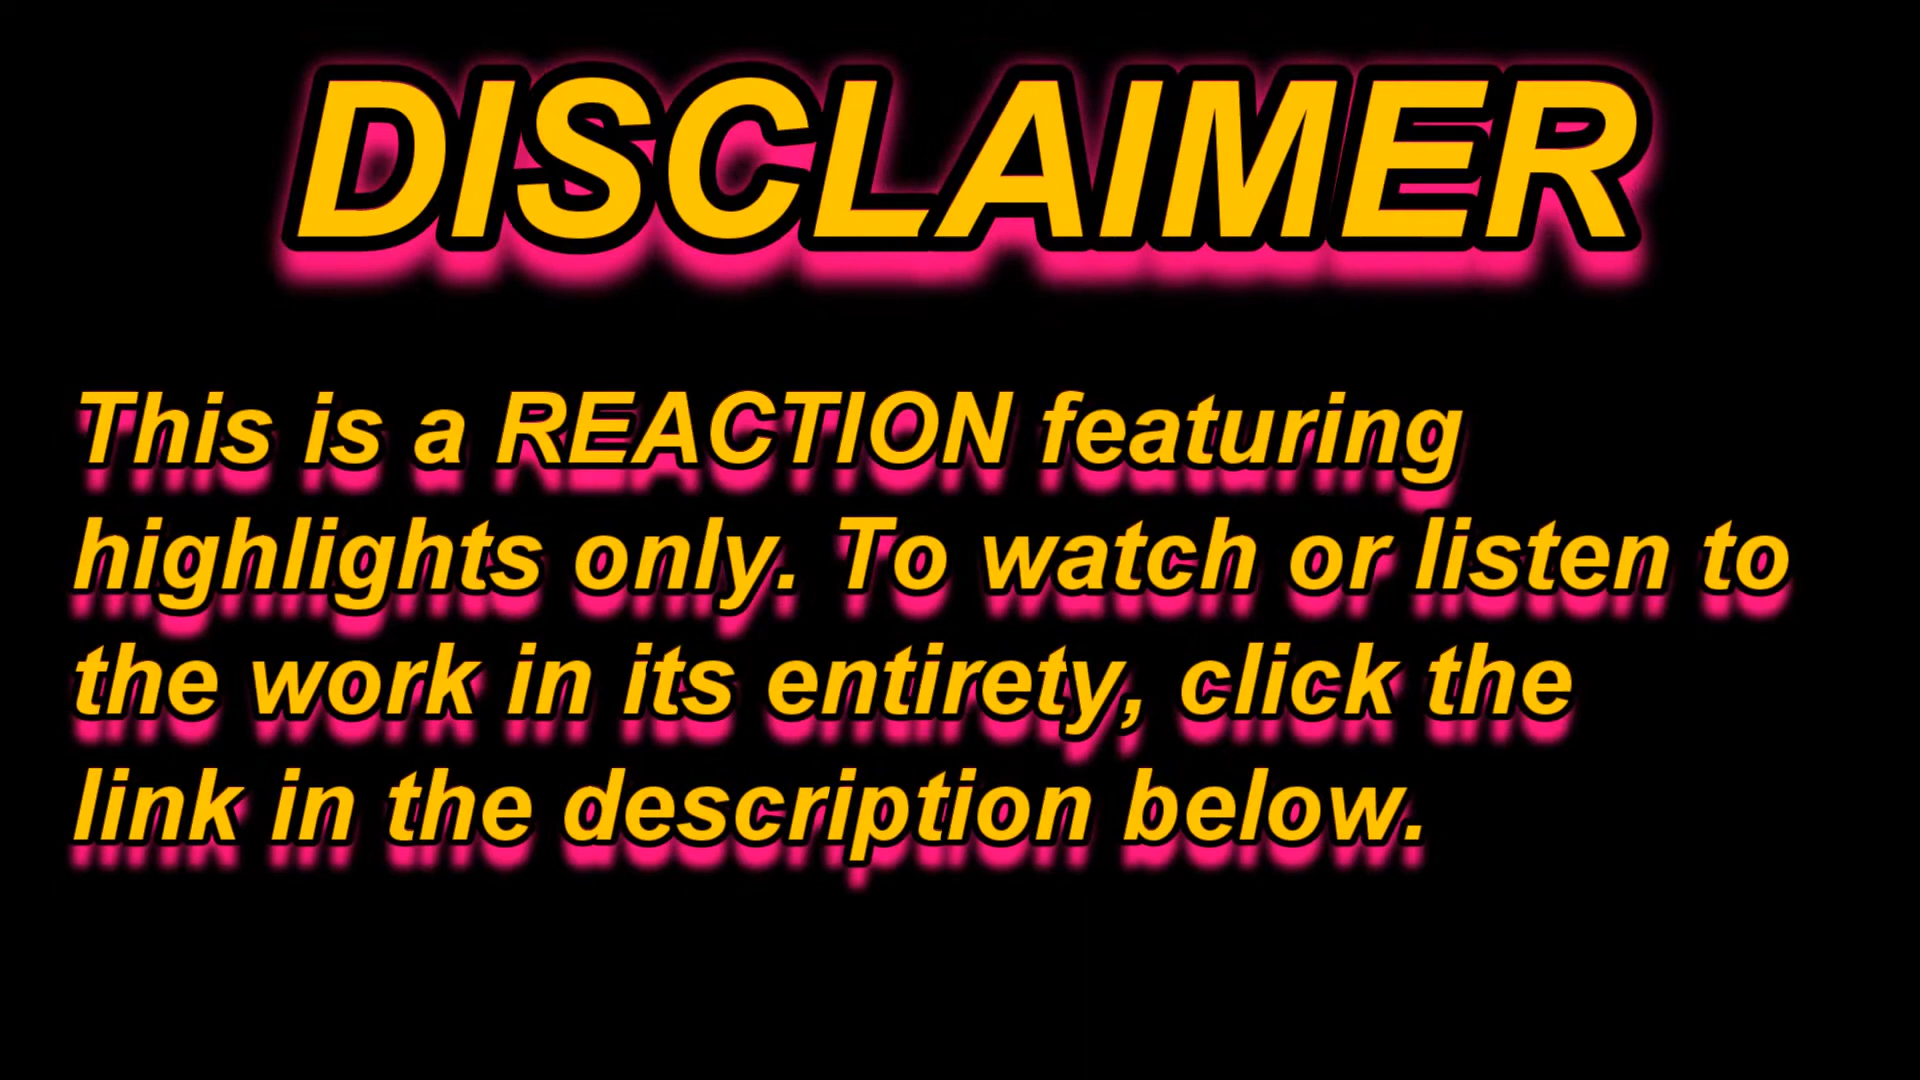 DISCLAIMER
This is a REACTION featuring
highlights only. To watch or listen to
the work in its entirety, click the
link in the description below.